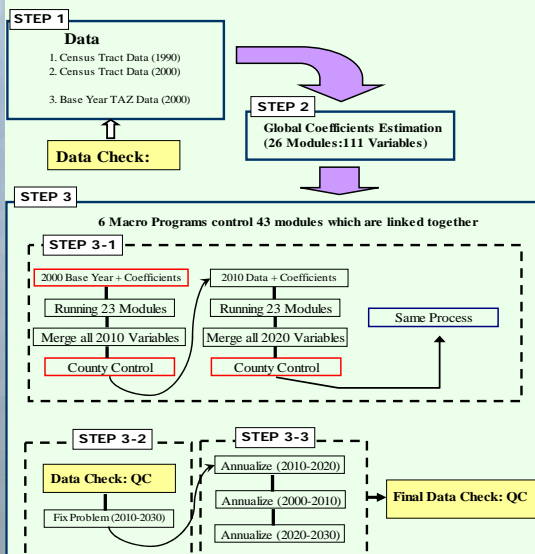 STEP 1
Data
1. Census Tract Data (1990)
2. Census Tract Data (2000)
3. Base Year TAZ Data (2000)
Data Check:
STEP 2
Global Coefficients Estimation
(26 Modules:111 Variables)
STEP 3
6 Macro Programs control 43 modules which are linked together
STEP 3-1
2000 Base Year + Coefficients
Running 23 Modules
Merge all 2010 Variables
County Control
2010 Data + Coefficients
Running 23 Modules
Merge all 2020 Variables
County Control
Same Process
STEP 3-2
Data Check: QC
Fix Problem (2010-2030)
STEP 3-3
Annualize (2010-2020)
Annualize (2000-2010)
Annualize (2020-2030)
Final Data Check: QC